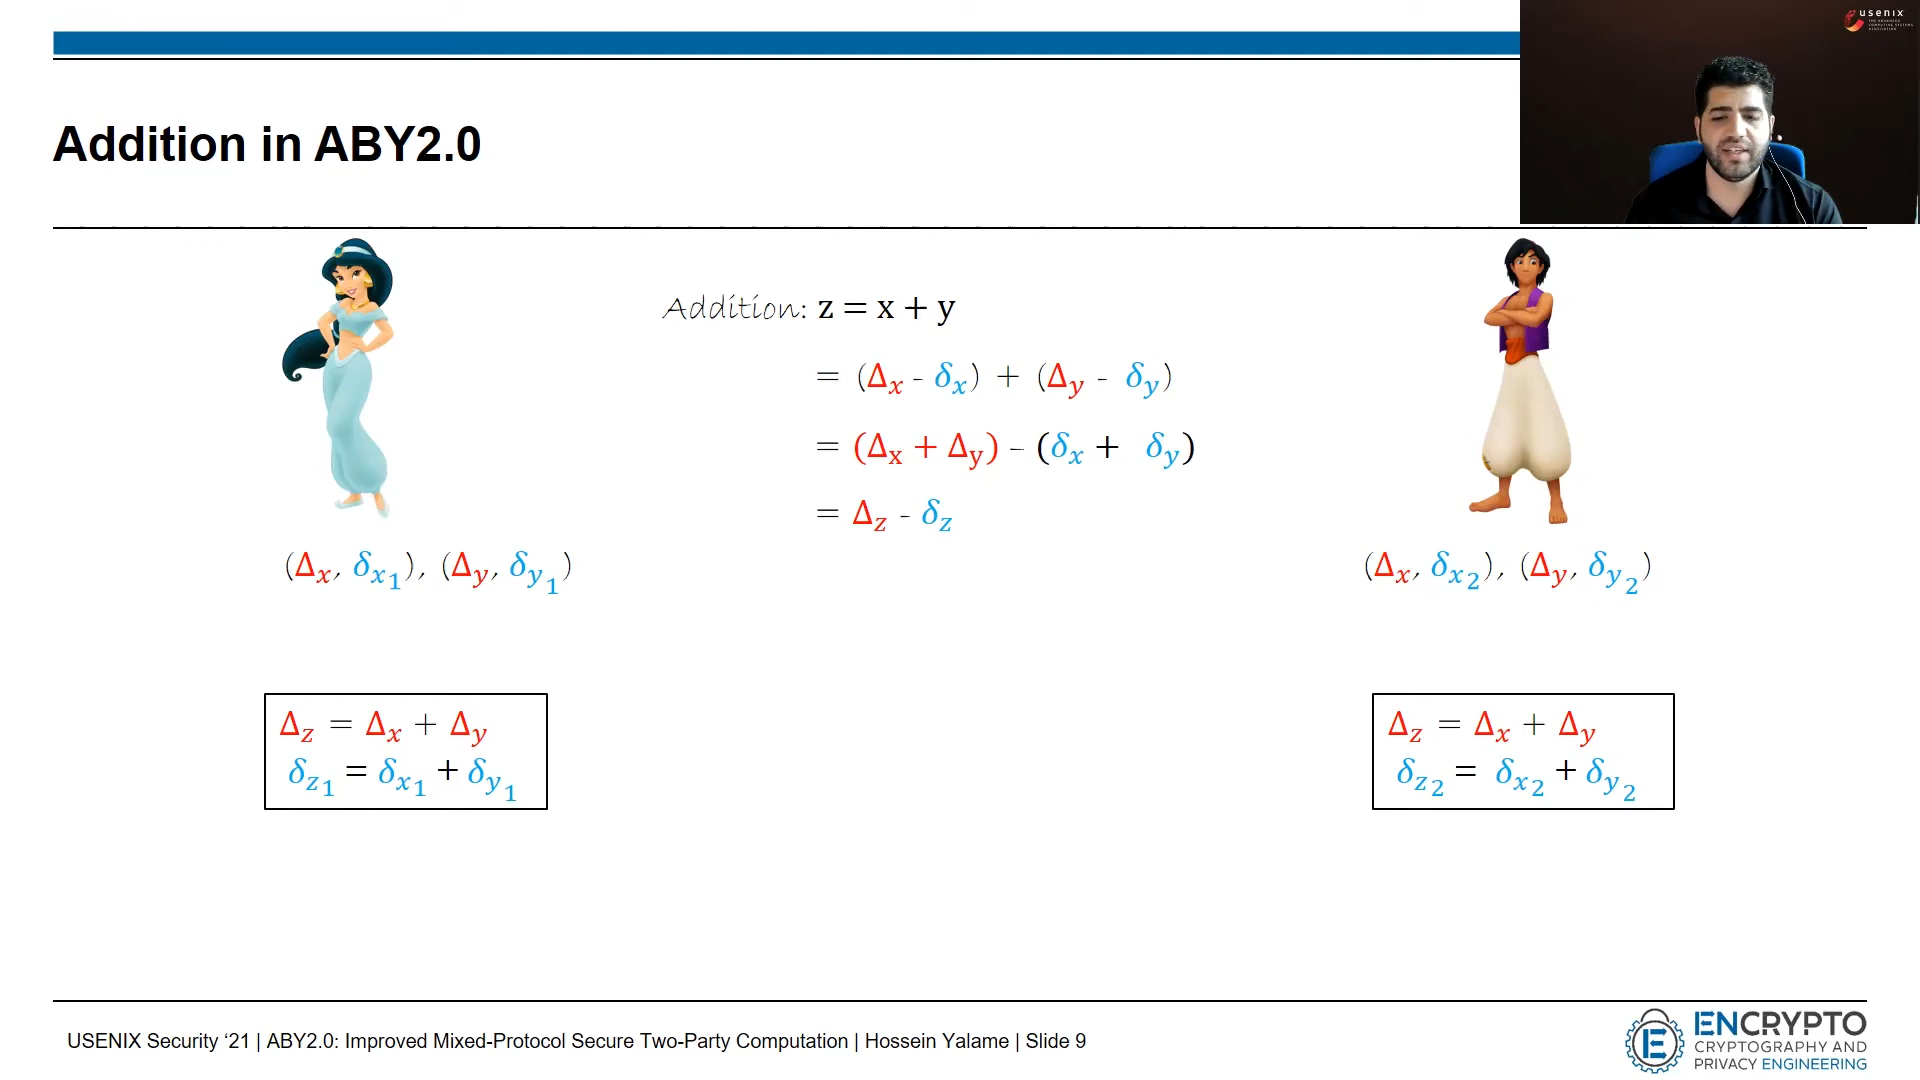 usenix
THE ADVANCED
COMPUTING SYSTEMS
ASSOCIATION
Addition in ABY2.0
Addition: z = x + y
= (Δx - δx) + (Δy - δy)
= (Δx + Δy) - (δx + δy)
= Δz - δz
(Δx, δx1), (Δy, δy1)
(Δx, δx2), (Δy, δy2)
Δz = Δx + Δy
δz1 = δx1 + δy1
Δz = Δx + Δy
δz2 = δx2 + δy2
USENIX Security ‘21 | ABY2.0: Improved Mixed-Protocol Secure Two-Party Computation | Hossein Yalame | Slide 9
ENCRYPTO
CRYPTOGRAPHY AND
PRIVACY ENGINEERING